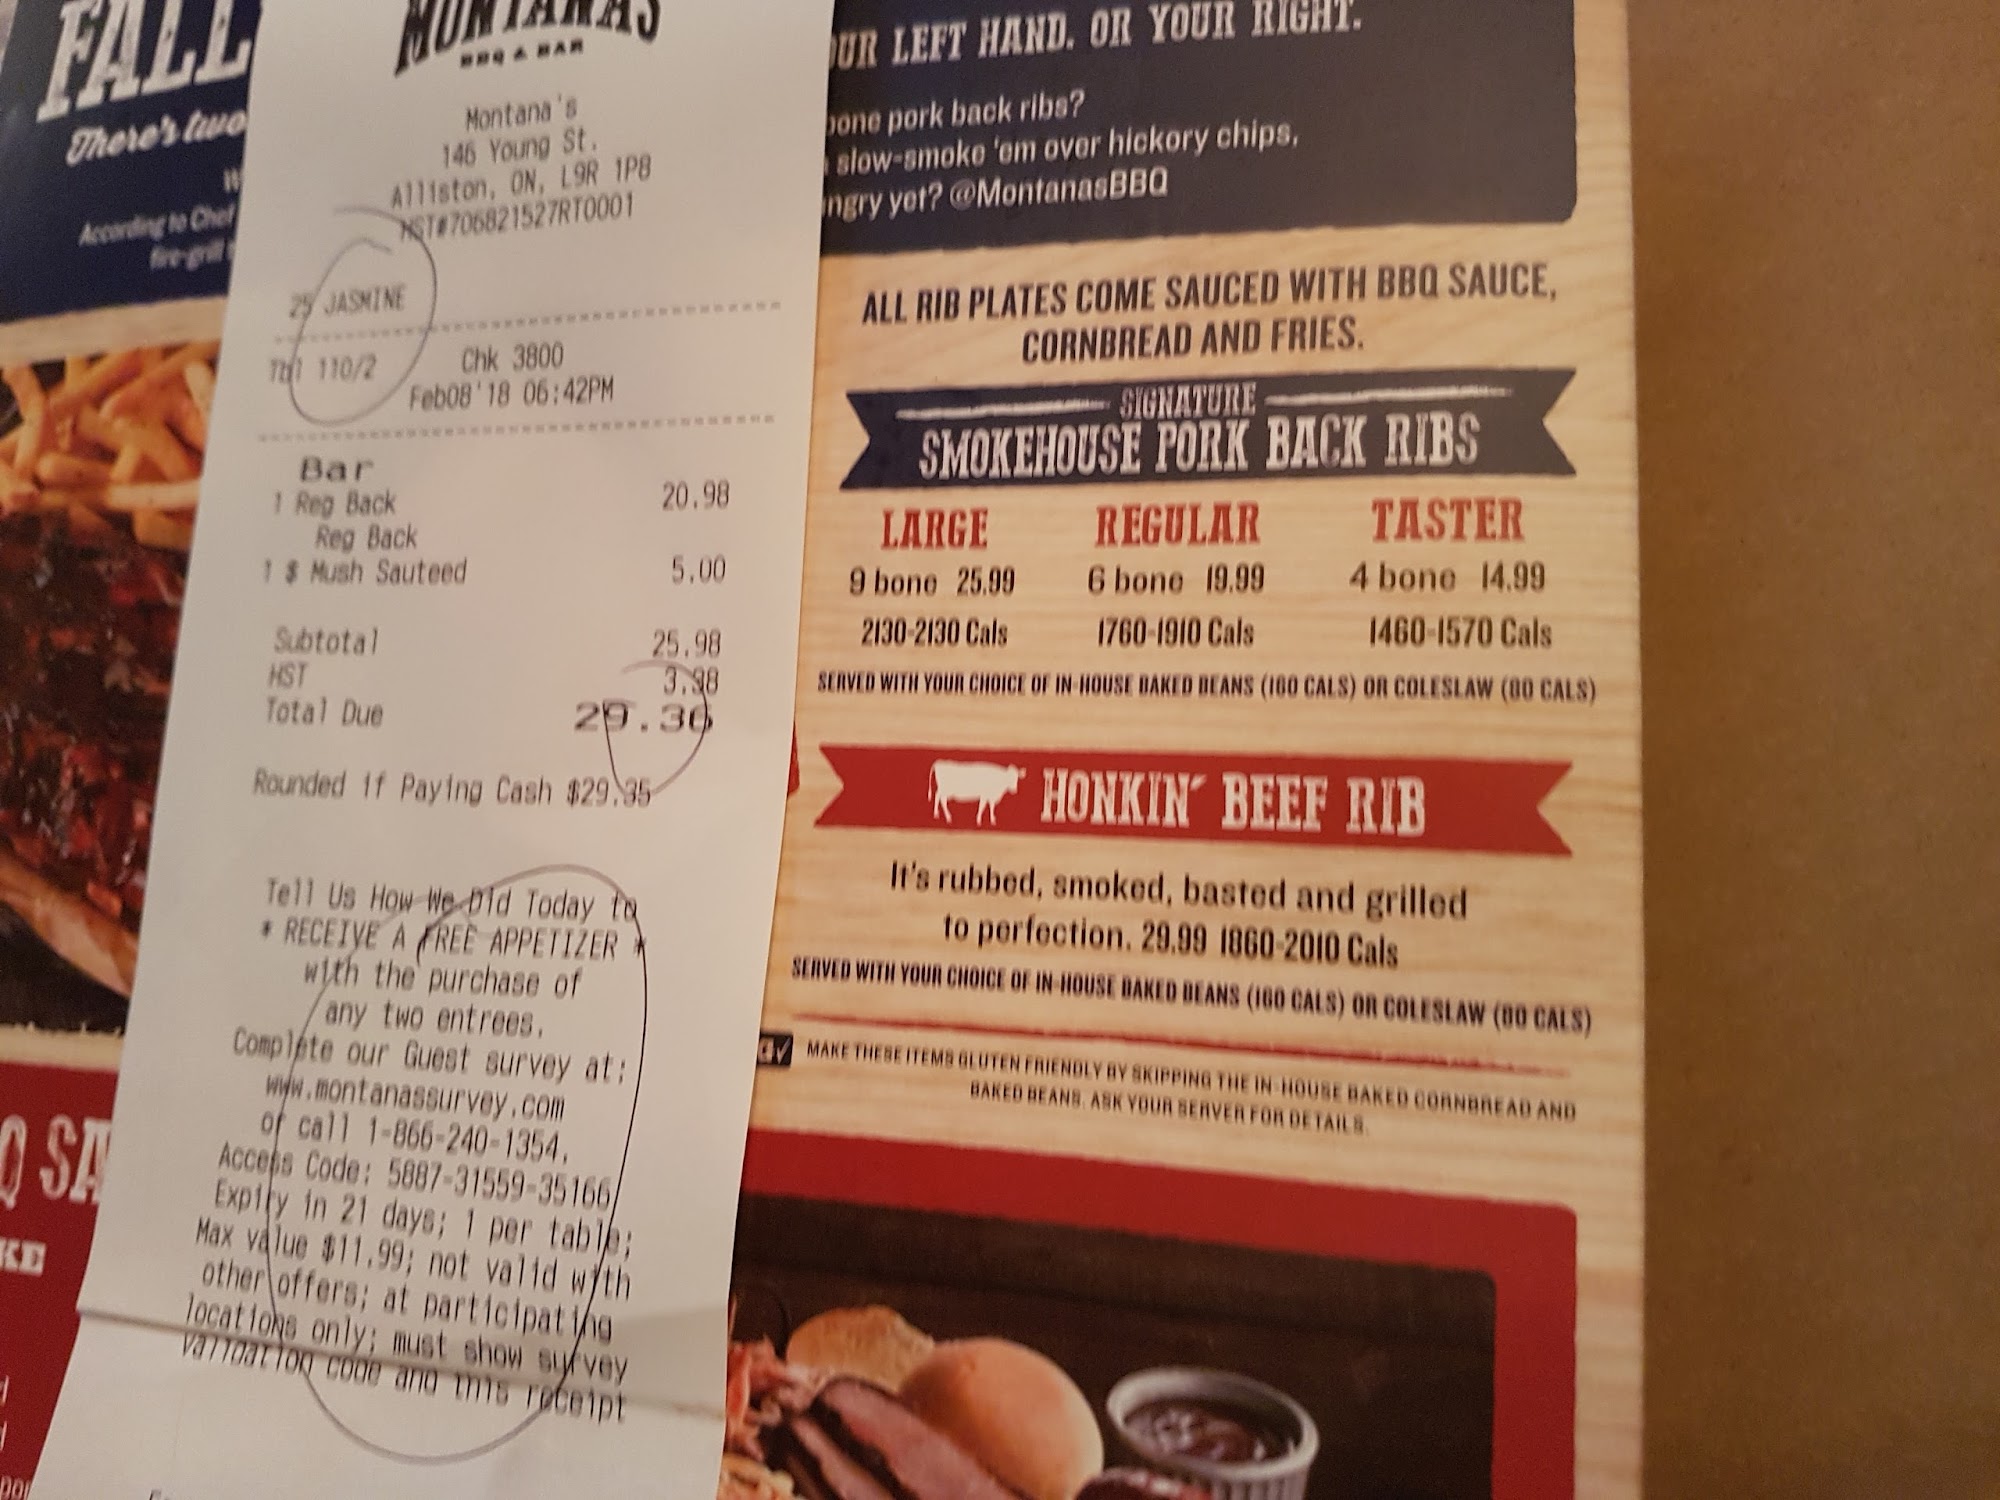 FALL
There's two
According to Chef
fire-grill
MONTANAS
BBQ & BAR
Montana's
146 Young St.
Alliston, ON, L9R 1P8
HST#706821527RT0001
25 JASMINE
Tbl 110/2 Chk 3800
Feb08'18 06:42PM
Bar
1 Reg Back 20.98
Reg Back
1 $ Mush Sauteed 5.00
Subtotal 25.98
HST 3.38
Total Due 29.36
Rounded if Paying Cash $29.35
Tell Us How We Did Today to
* RECEIVE A FREE APPETIZER *
with the purchase of
any two entrees.
Complete our Guest survey at:
www.montanassurvey.com
or call 1-866-240-1354.
Access Code: 5887-31559-35166
Expiry in 21 days; 1 per table;
Max value $11.99; not valid with
other offers; at participating
locations only; must show survey
validation code and this receipt
OUR LEFT HAND. OR YOUR RIGHT.
bone pork back ribs?
slow-smoke 'em over hickory chips,
ngry yet? @MontanasBBQ
ALL RIB PLATES COME SAUCED WITH BBQ SAUCE,
CORNBREAD AND FRIES.
SIGNATURE
SMOKEHOUSE PORK BACK RIBS
LARGE REGULAR TASTER
9 bone 25.99 6 bone 19.99 4 bone 14.99
2130-2130 Cals 1760-1910 Cals 1460-1570 Cals
SERVED WITH YOUR CHOICE OF IN-HOUSE BAKED BEANS (160 CALS) OR COLESLAW (80 CALS)
HONKIN' BEEF RIB
It's rubbed, smoked, basted and grilled
to perfection. 29.99 1860-2010 Cals
SERVED WITH YOUR CHOICE OF IN-HOUSE BAKED BEANS (160 CALS) OR COLESLAW (80 CALS)
G√ MAKE THESE ITEMS GLUTEN FRIENDLY BY SKIPPING THE IN-HOUSE BAKED CORNBREAD AND
BAKED BEANS. ASK YOUR SERVER FOR DETAILS.
Q SA
KE